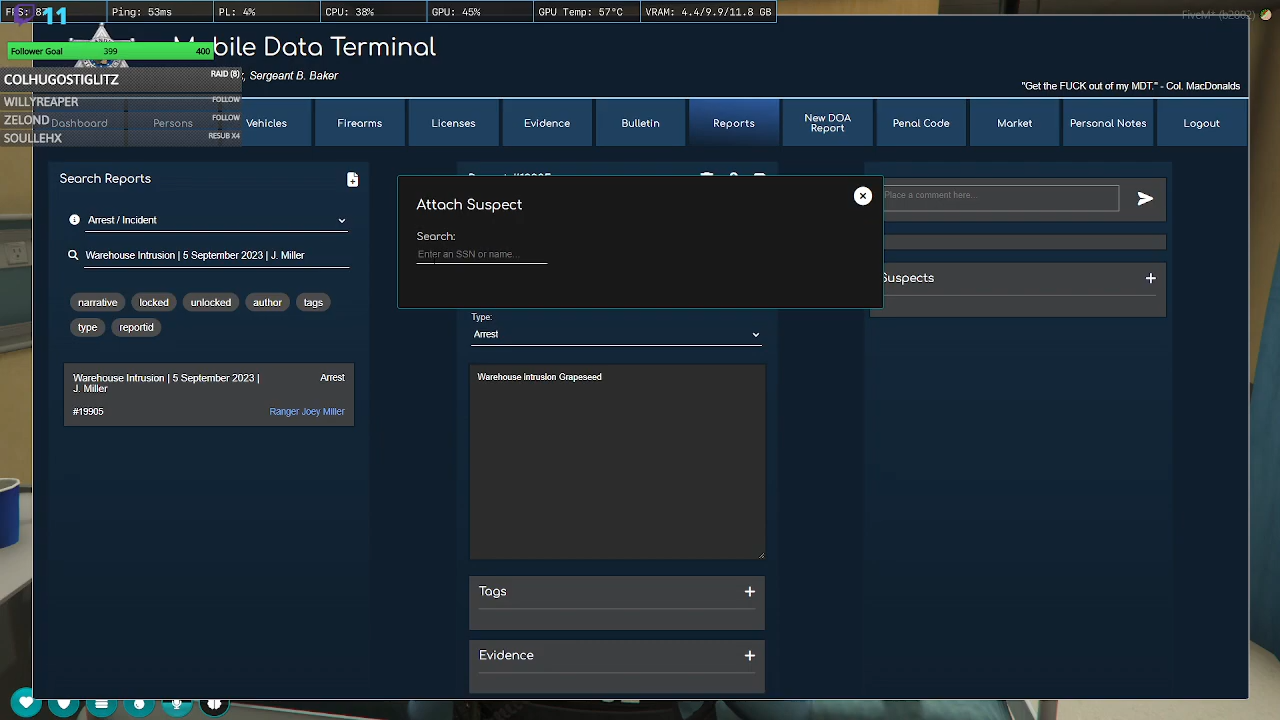 Ping: 53ms
PL: 4%
CPU: 38%
GPU: 45%
GPU Temp: 57°C
VRAM: 4.4/9.9/11.8 GB
11
Follower Goal 399 400
COLHUGOSTIGLITZ RAID (8)
WILLYREAPER FOLLOW
ZELOND FOLLOW
SOULLEHX RESUB X4
Mobile Data Terminal
Sergeant B. Baker
"Get the FUCK out of my MDT." - Col. MacDonalds
Dashboard
Persons
Vehicles
Firearms
Licenses
Evidence
Bulletin
Reports
New DOA
Report
Penal Code
Market
Personal Notes
Logout
Search Reports
Arrest / Incident
Warehouse Intrusion | 5 September 2023 | J. Miller
narrative
locked
unlocked
author
tags
type
reportid
Warehouse Intrusion | 5 September 2023 |
J. Miller
Arrest
#19905
Ranger Joey Miller
Attach Suspect
Search:
Enter an SSN or name...
Type:
Arrest
Warehouse Intrusion Grapeseed
Tags
Evidence
Place a comment here...
Suspects